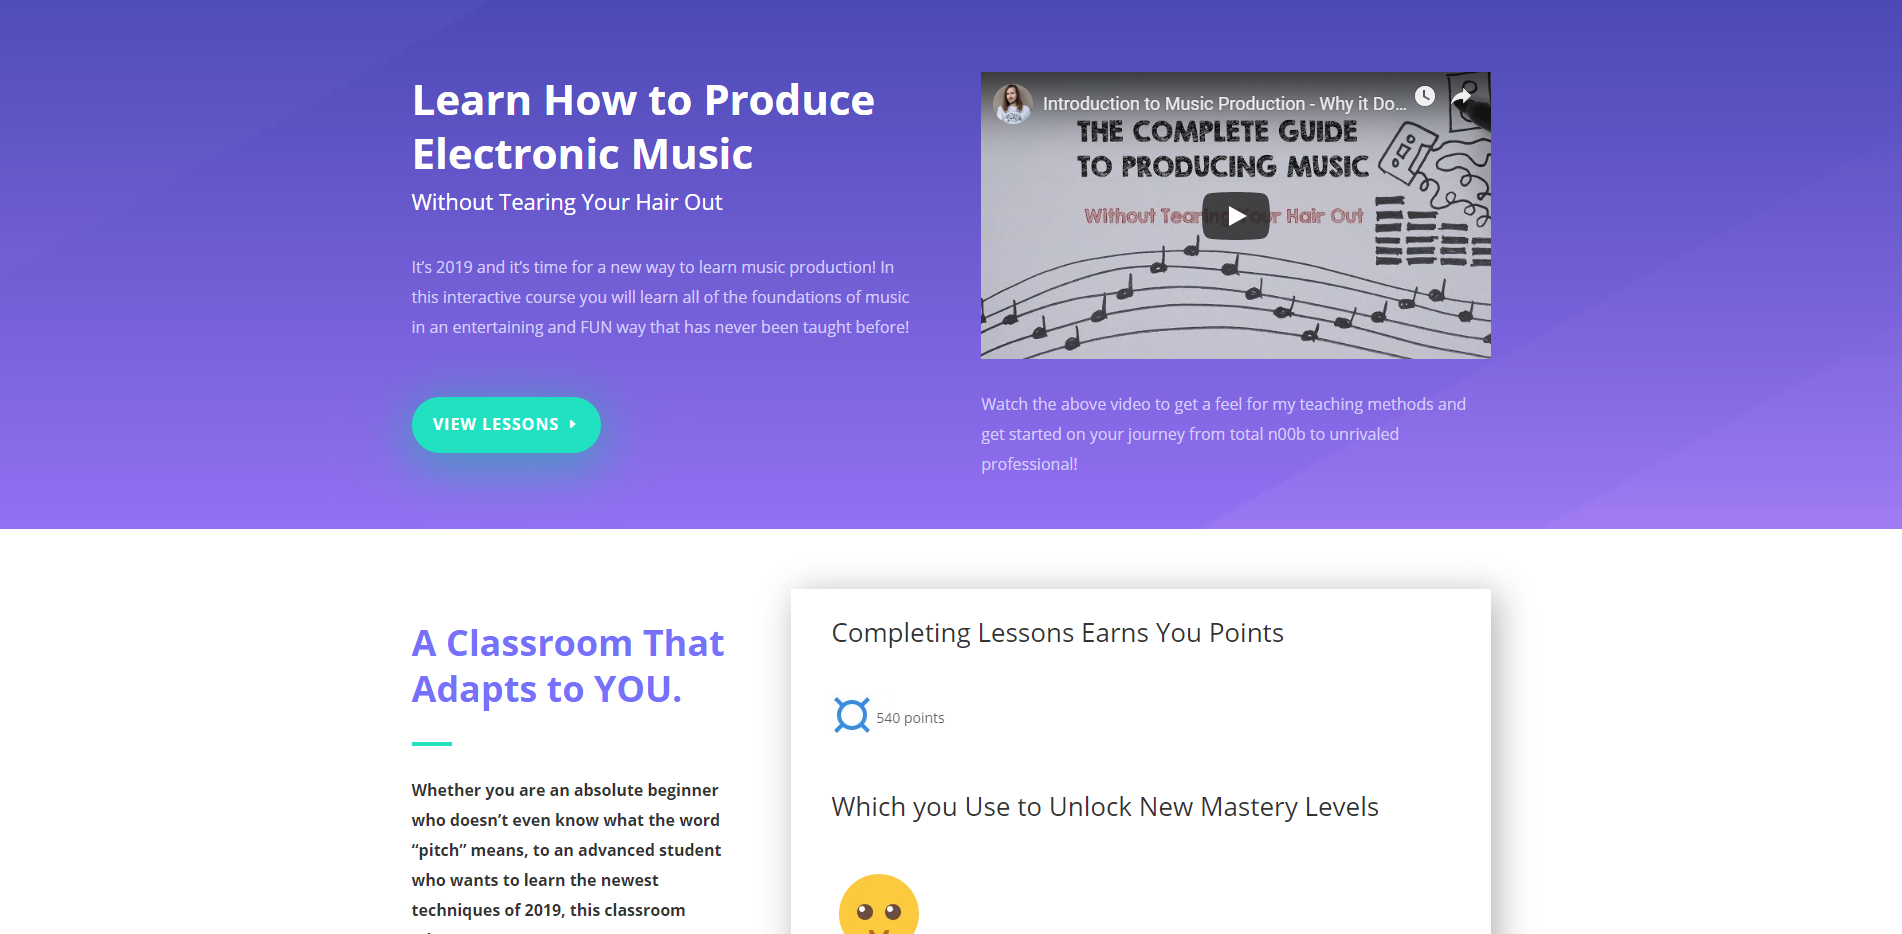 Learn How to Produce
Electronic Music
Without Tearing Your Hair Out
It’s 2019 and it’s time for a new way to learn music production! In
this interactive course you will learn all of the foundations of music
in an entertaining and FUN way that has never been taught before!
VIEW LESSONS
Introduction to Music Production - Why it Do...
THE COMPLETE GUIDE
TO PRODUCING MUSIC
Without Tearing Your Hair Out
Watch the above video to get a feel for my teaching methods and
get started on your journey from total n00b to unrivaled
professional!
A Classroom That
Adapts to YOU.
Whether you are an absolute beginner
who doesn’t even know what the word
“pitch” means, to an advanced student
who wants to learn the newest
techniques of 2019, this classroom
Completing Lessons Earns You Points
540 points
Which you Use to Unlock New Mastery Levels